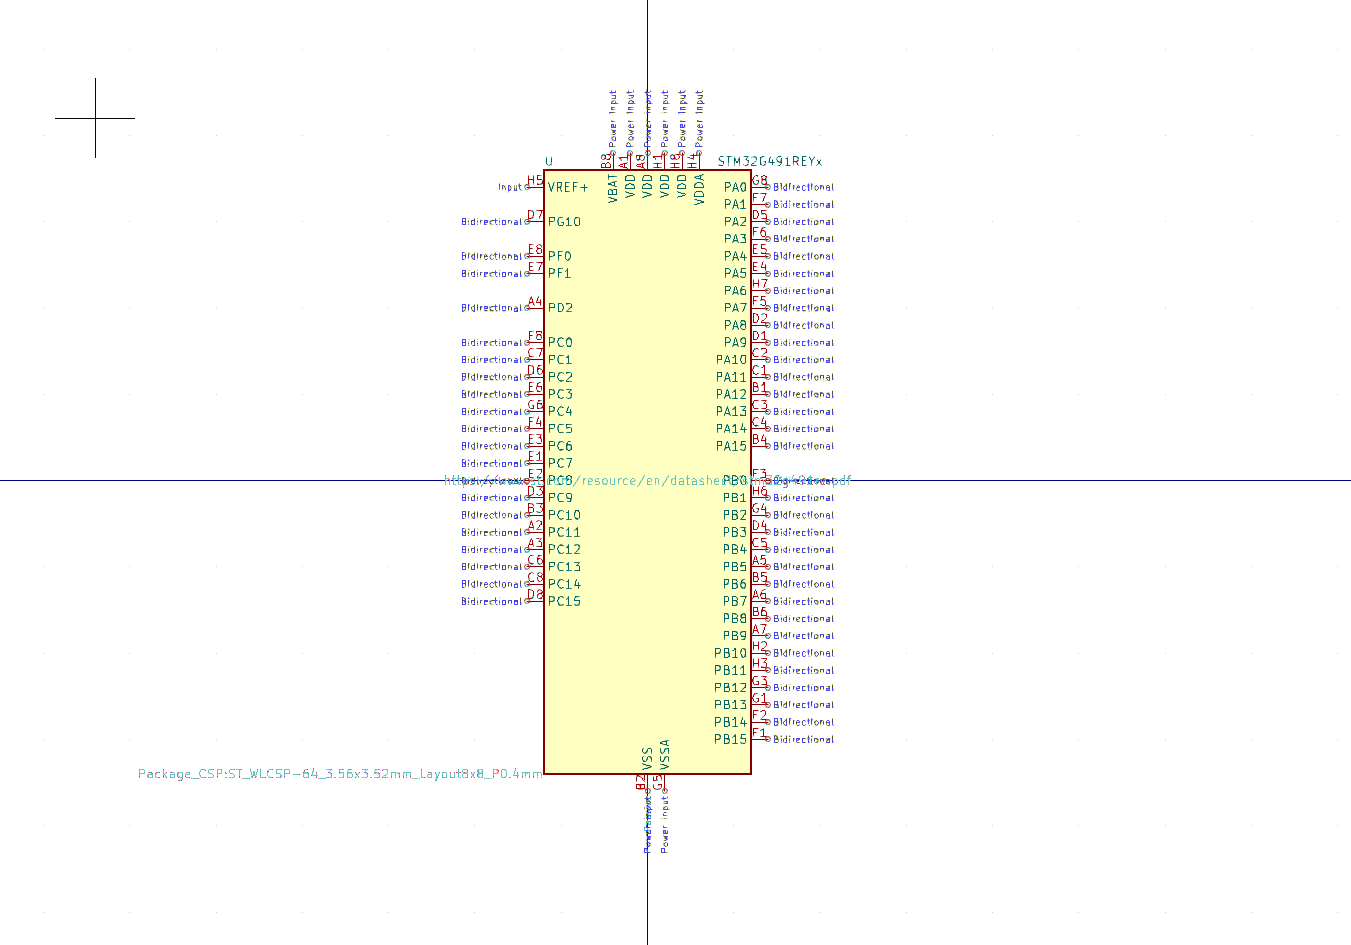 Power input
Power input
Power input
Power input
Power input
Power input
B8
A1
A8
H1
H8
H4
U
STM32G491REYx
VBAT
VDD
VDD
VDD
VDD
VDDA
Input H5 VREF+
PA0 G8 Bidirectional
PA1 F7 Bidirectional
Bidirectional D7 PG10
PA2 D5 Bidirectional
PA3 F6 Bidirectional
Bidirectional E8 PF0
PA4 E5 Bidirectional
Bidirectional E7 PF1
PA5 E4 Bidirectional
PA6 H7 Bidirectional
Bidirectional A4 PD2
PA7 F5 Bidirectional
PA8 D2 Bidirectional
Bidirectional F8 PC0
PA9 D1 Bidirectional
Bidirectional C7 PC1
PA10 C2 Bidirectional
Bidirectional D6 PC2
PA11 C1 Bidirectional
Bidirectional E6 PC3
PA12 B1 Bidirectional
Bidirectional G6 PC4
PA13 C3 Bidirectional
Bidirectional F4 PC5
PA14 C4 Bidirectional
Bidirectional E3 PC6
PA15 B4 Bidirectional
Bidirectional E1 PC7
E2 PC8
PB0 F3
Bidirectional D3 PC9
PB1 H6 Bidirectional
Bidirectional B3 PC10
PB2 G4 Bidirectional
Bidirectional A2 PC11
PB3 D4 Bidirectional
Bidirectional A3 PC12
PB4 C5 Bidirectional
Bidirectional C6 PC13
PB5 A5 Bidirectional
Bidirectional C8 PC14
PB6 B5 Bidirectional
Bidirectional D8 PC15
PB7 A6 Bidirectional
PB8 B6 Bidirectional
PB9 A7 Bidirectional
PB10 H2 Bidirectional
PB11 H3 Bidirectional
PB12 G3 Bidirectional
PB13 G1 Bidirectional
PB14 F2 Bidirectional
PB15 F1 Bidirectional
VSS
VSSA
Package_CSP:ST_WLCSP-64_3.56x3.52mm_Layout8x8_P0.4mm
B2
G5
Power input
Power input